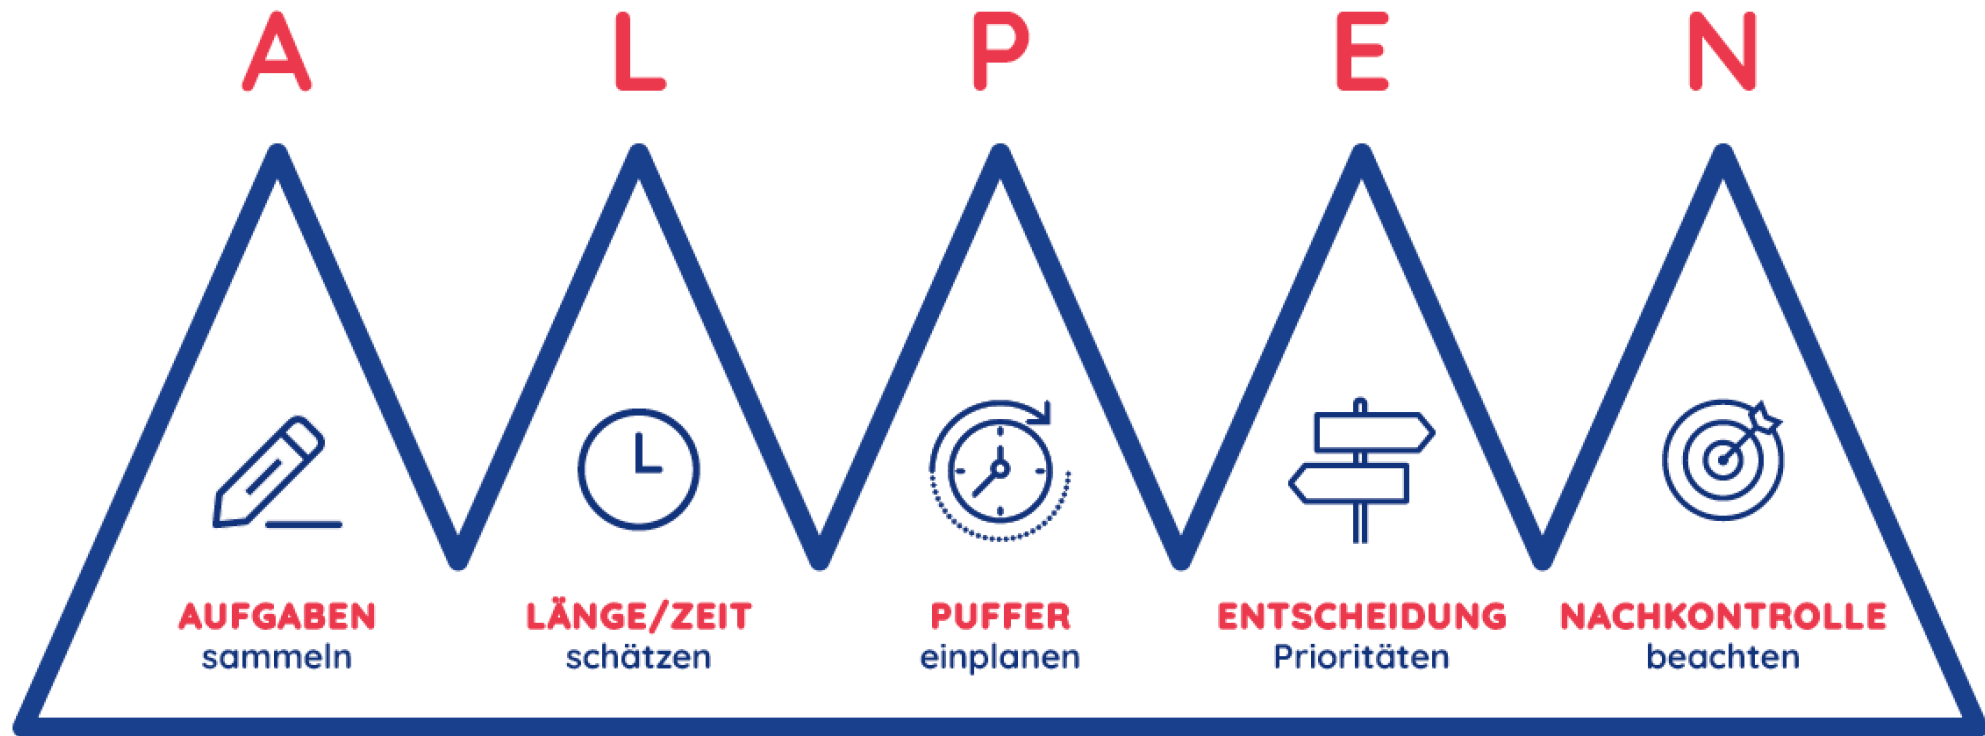 A L P E N
AUFGABEN
sammeln
LÄNGE/ZEIT
schätzen
PUFFER
einplanen
ENTSCHEIDUNG
Prioritäten
NACHKONTROLLE
beachten